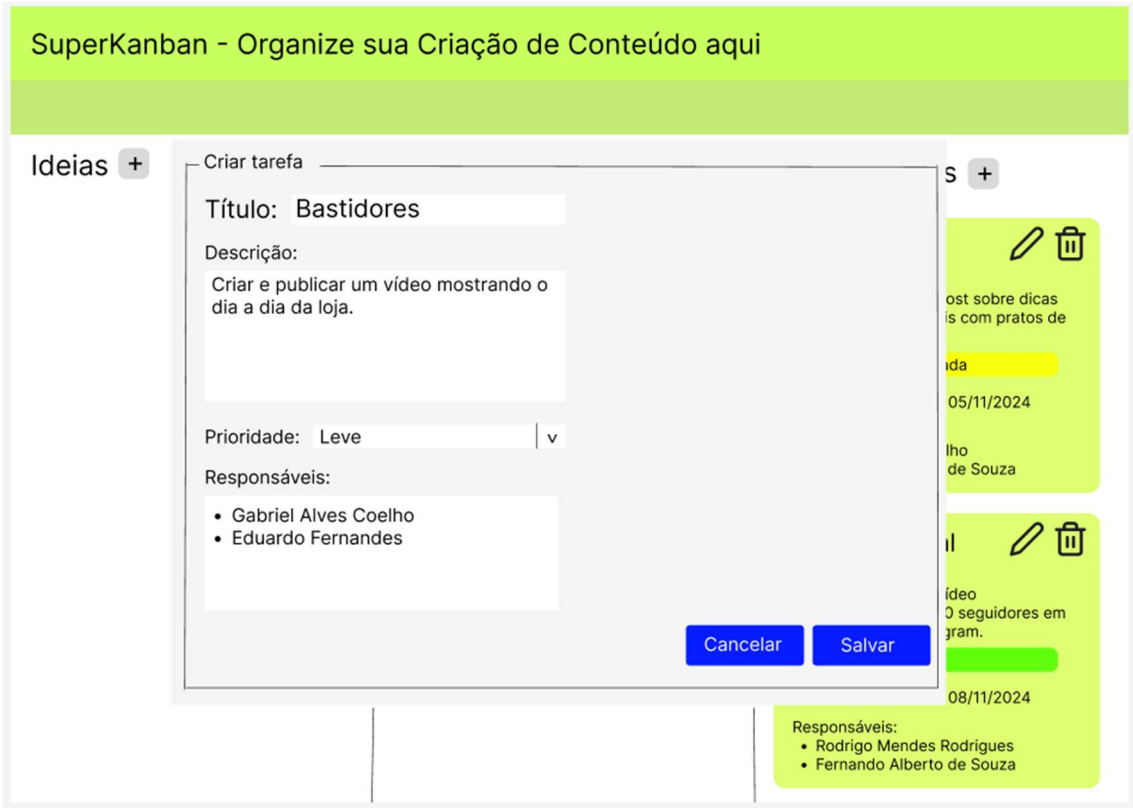 SuperKanban - Organize sua Criação de Conteúdo aqui
Ideias +
Criar tarefa
Título: Bastidores
Descrição:
Criar e publicar um vídeo mostrando o
dia a dia da loja.
Prioridade: Leve v
Responsáveis:
• Gabriel Alves Coelho
• Eduardo Fernandes
Cancelar Salvar
s +
ost sobre dicas
is com pratos de
ada
05/11/2024
lho
de Souza
al
ídeo
0 seguidores em
gram.
08/11/2024
Responsáveis:
• Rodrigo Mendes Rodrigues
• Fernando Alberto de Souza